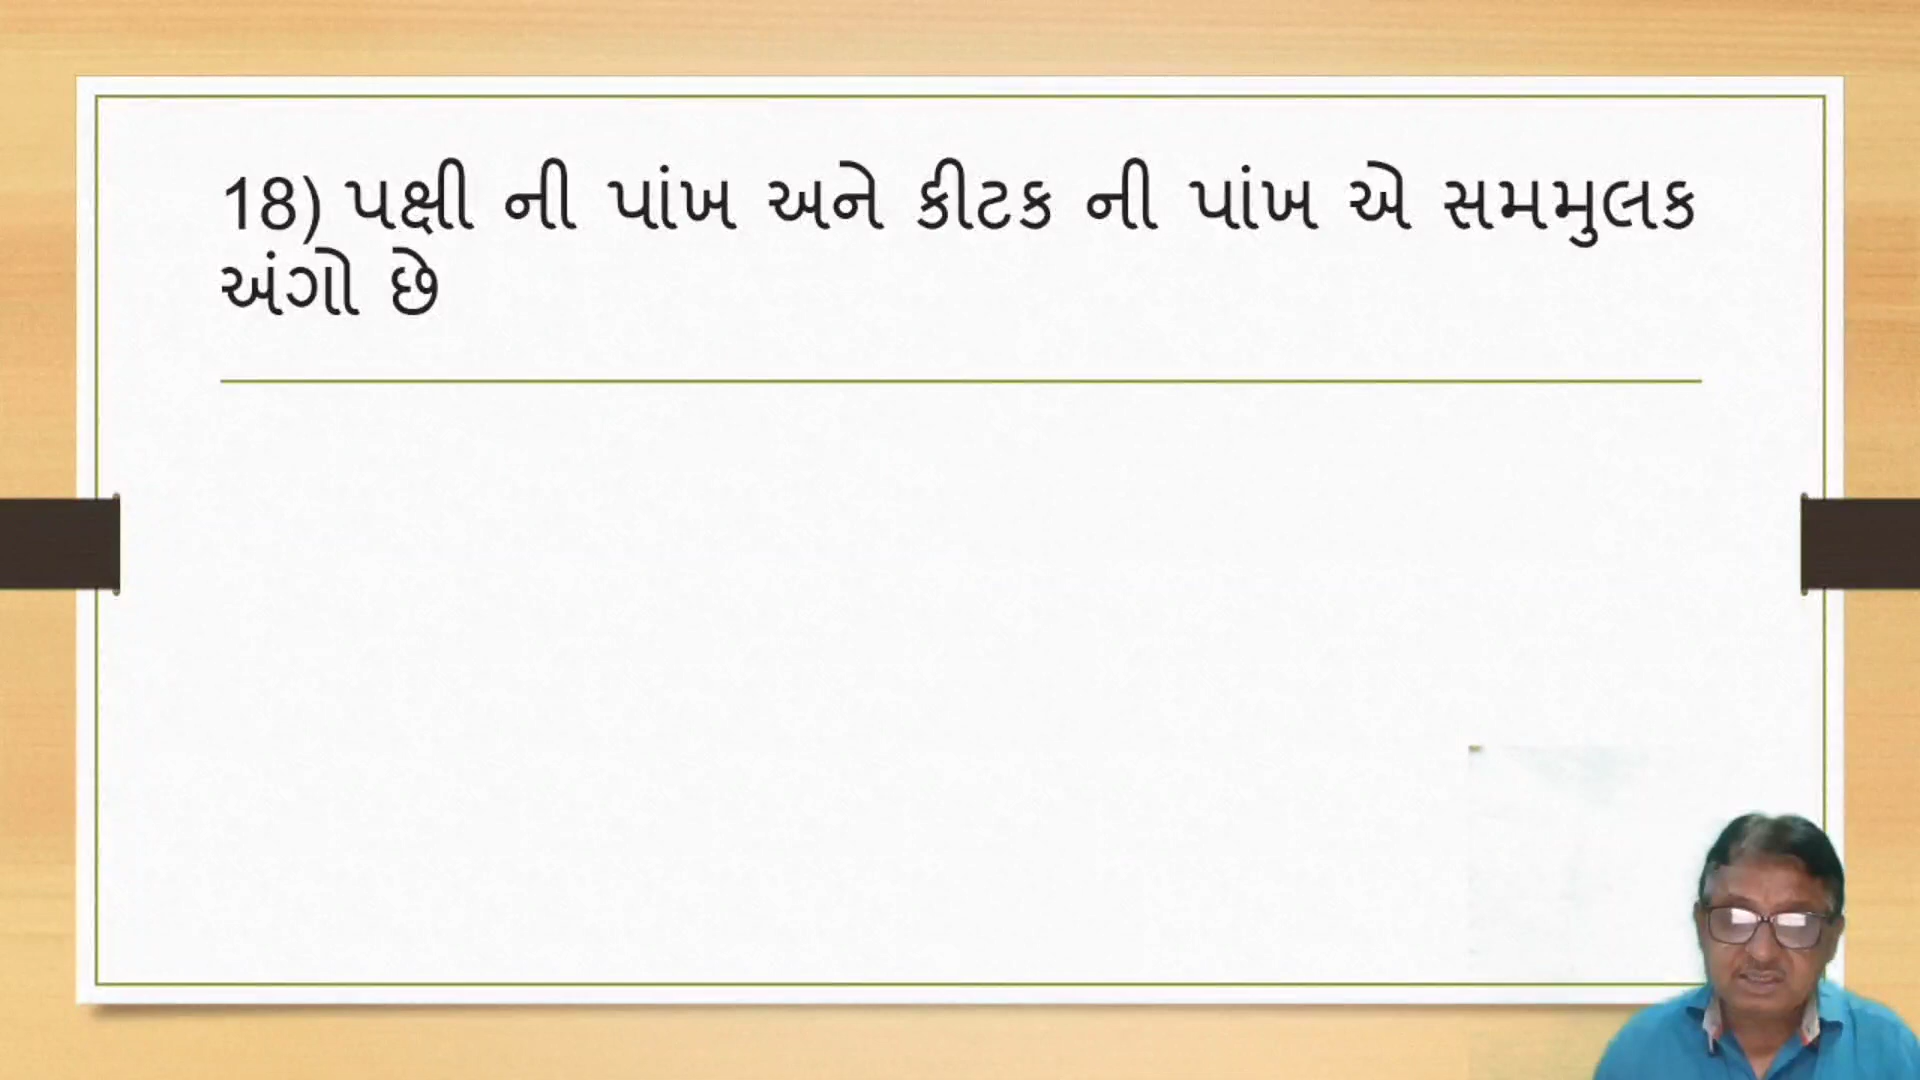 18) પક્ષી ની પાંખ અને કીટક ની પાંખ એ સમમુલક
અંગો છે